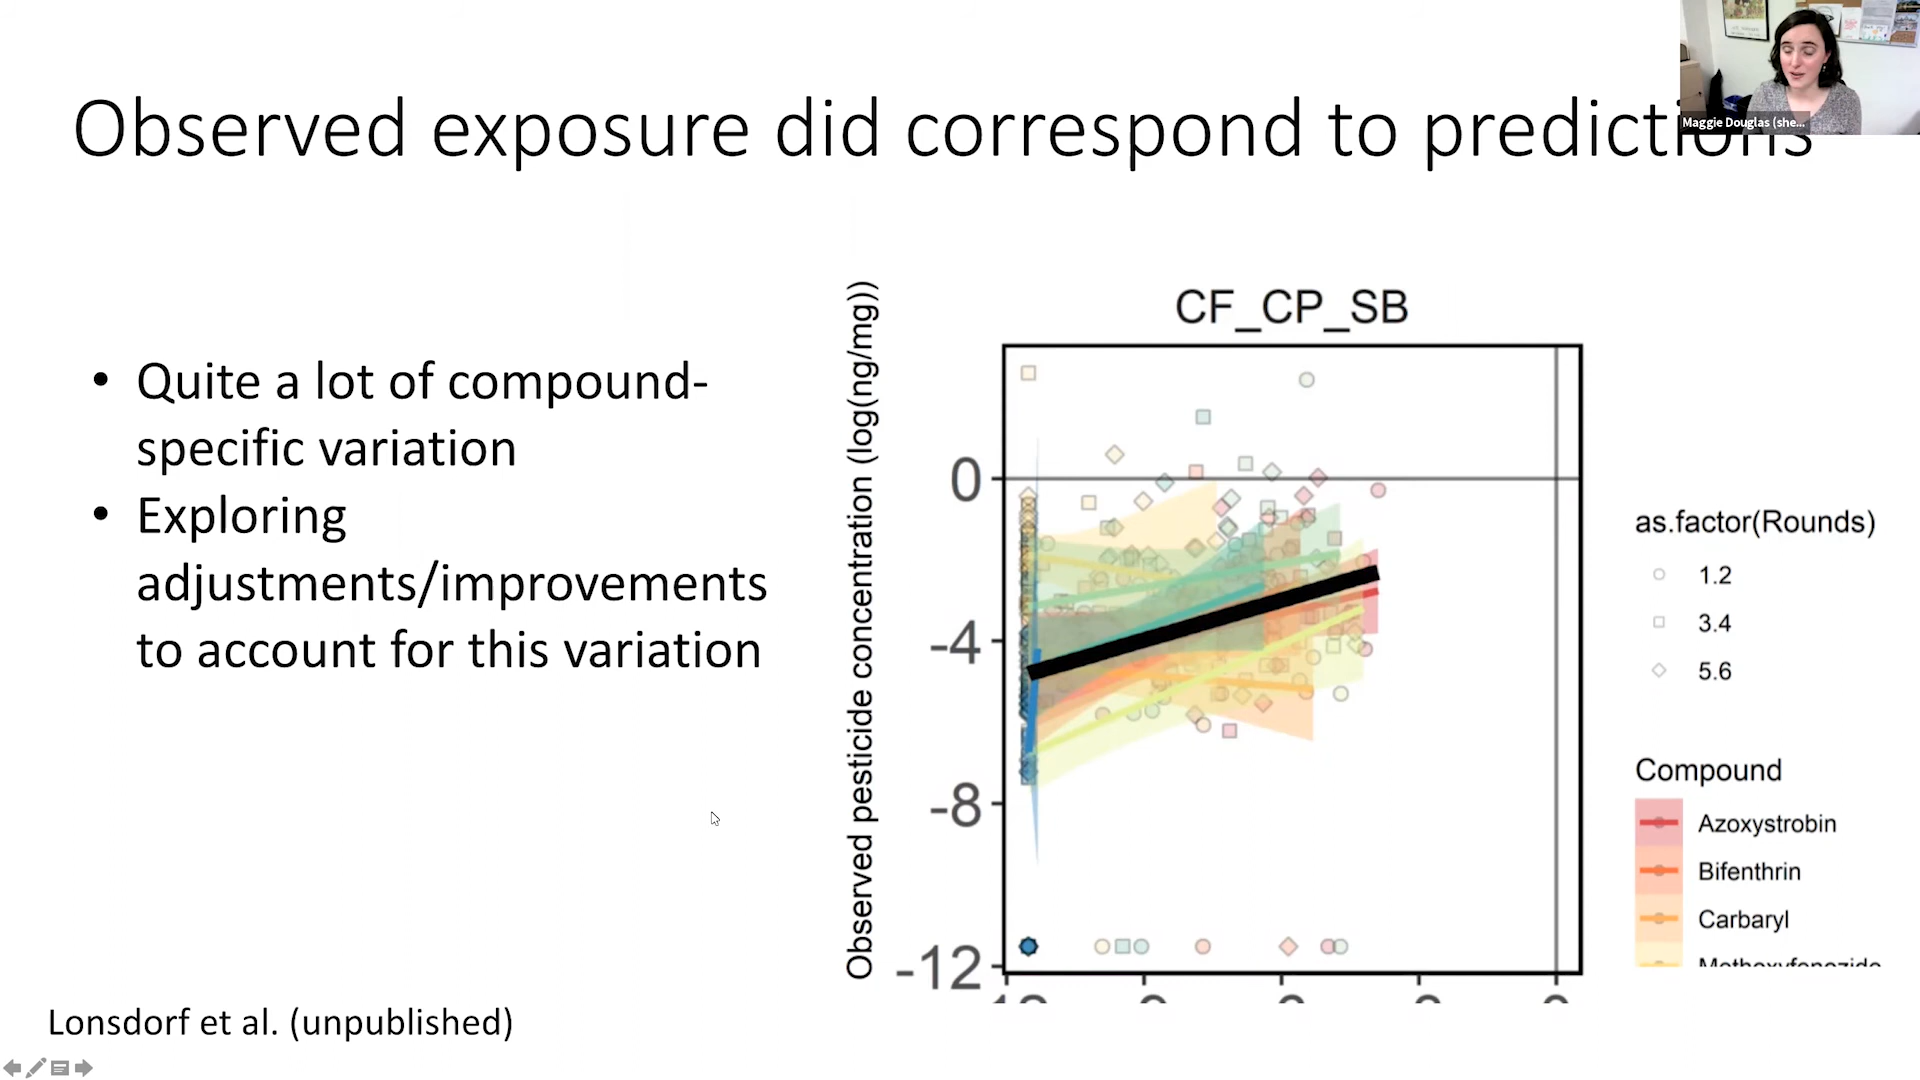 Maggie Douglas (she...
Observed exposure did correspond to predictions
• Quite a lot of compound-
specific variation
• Exploring
adjustments/improvements
to account for this variation
Observed pesticide concentration (log(ng/mg))
CF_CP_SB
0
-4
-8
-12
as.factor(Rounds)
1.2
3.4
5.6
Compound
Azoxystrobin
Bifenthrin
Carbaryl
Methoxyfenozide
Lonsdorf et al. (unpublished)